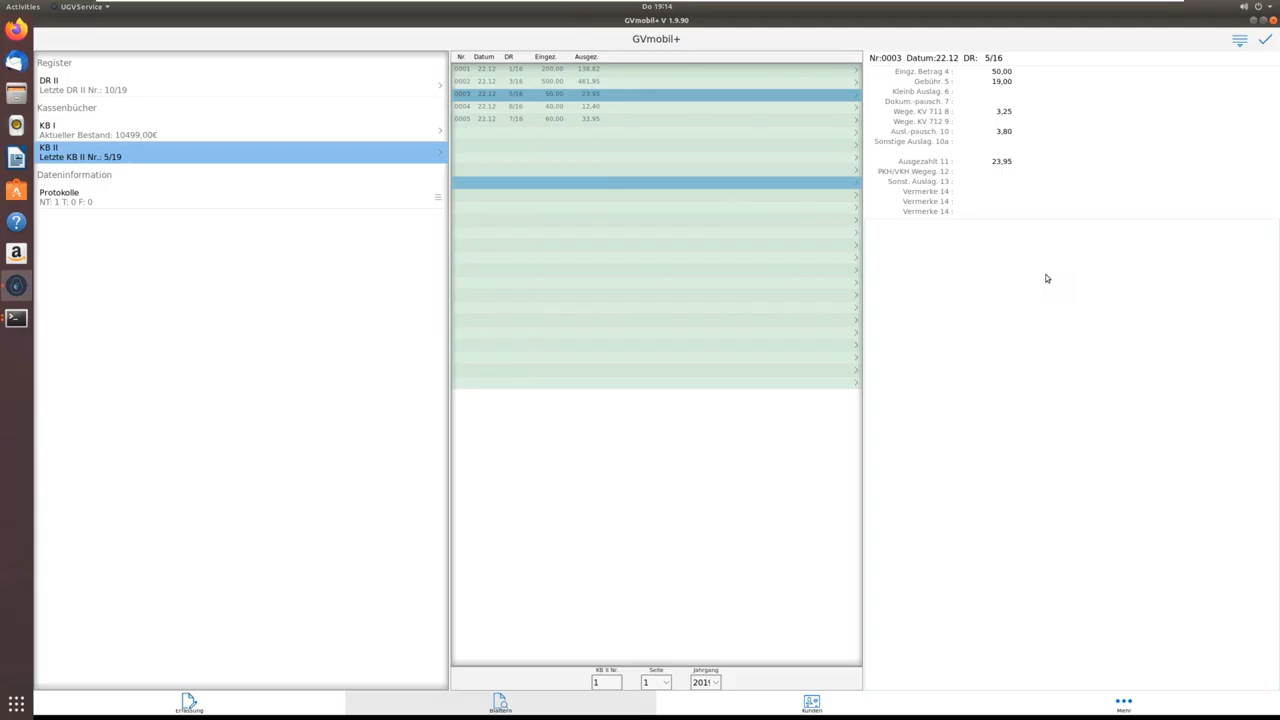 Activities UGVService Do 19:14
GVmobil+ V 1.9.90
GVmobil+
Register
DR II
Letzte DR II Nr.: 10/19
Kassenbücher
KB I
Aktueller Bestand: 10499,00€
KB II
Letzte KB II Nr.: 5/19
Dateninformation
Protokolle
NT: 1 T: 0 F: 0
Nr. Datum DR Eingez. Ausgez.
0001 22.12 1/16 200,00 138,82
0002 22.12 3/16 500,00 461,95
0003 22.12 5/16 50,00 23,95
0004 22.12 8/16 40,00 12,40
0005 22.12 7/16 60,00 33,95
KB II Nr. Seite Jahrgang
1 1 201
Nr:0003 Datum:22.12 DR: 5/16
Eingz. Betrag 4 : 50,00
Gebühr. 5 : 19,00
Kleinb Auslag. 6 :
Dokum.-pausch. 7 :
Wege. KV 711 8 : 3,25
Wege. KV 712 9 :
Ausl.-pausch. 10 : 3,80
Sonstige Auslag. 10a :
Ausgezahlt 11 : 23,95
PKH/VKH Wegeg. 12 :
Sonst. Auslag. 13 :
Vermerke 14 :
Vermerke 14 :
Vermerke 14 :
Erfassung Blättern Kunden Mehr